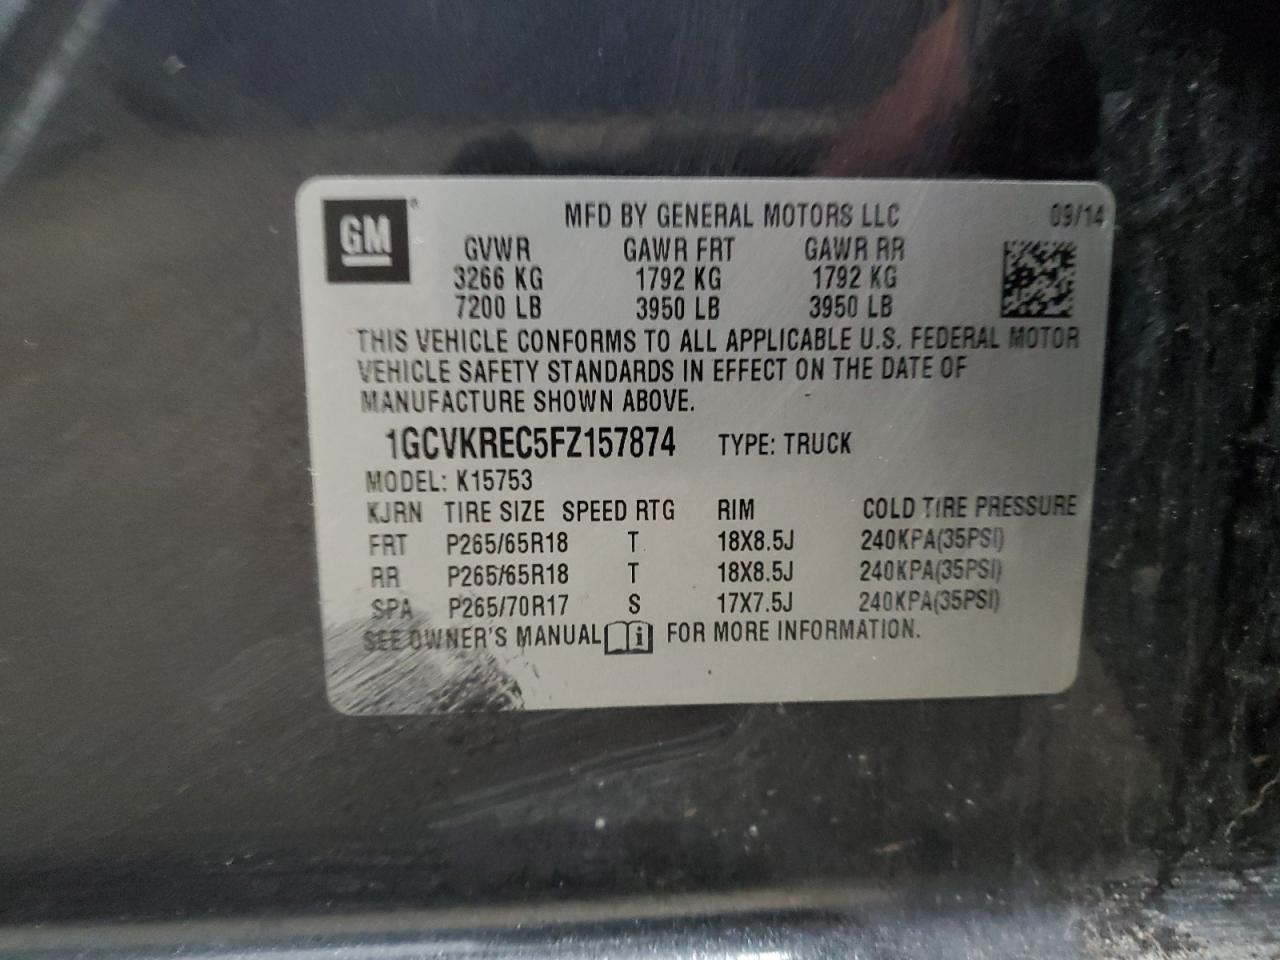 GM ®
MFD BY GENERAL MOTORS LLC 09/14
GVWR GAWR FRT GAWR RR
3266 KG 1792 KG 1792 KG
7200 LB 3950 LB 3950 LB
THIS VEHICLE CONFORMS TO ALL APPLICABLE U.S. FEDERAL MOTOR
VEHICLE SAFETY STANDARDS IN EFFECT ON THE DATE OF
MANUFACTURE SHOWN ABOVE.
1GCVKREC5FZ157874 TYPE: TRUCK
MODEL: K15753
KJRN TIRE SIZE SPEED RTG RIM COLD TIRE PRESSURE
FRT P265/65R18 T 18X8.5J 240KPA(35PSI)
RR P265/65R18 T 18X8.5J 240KPA(35PSI)
SPA P265/70R17 S 17X7.5J 240KPA(35PSI)
SEE OWNER'S MANUAL i FOR MORE INFORMATION.